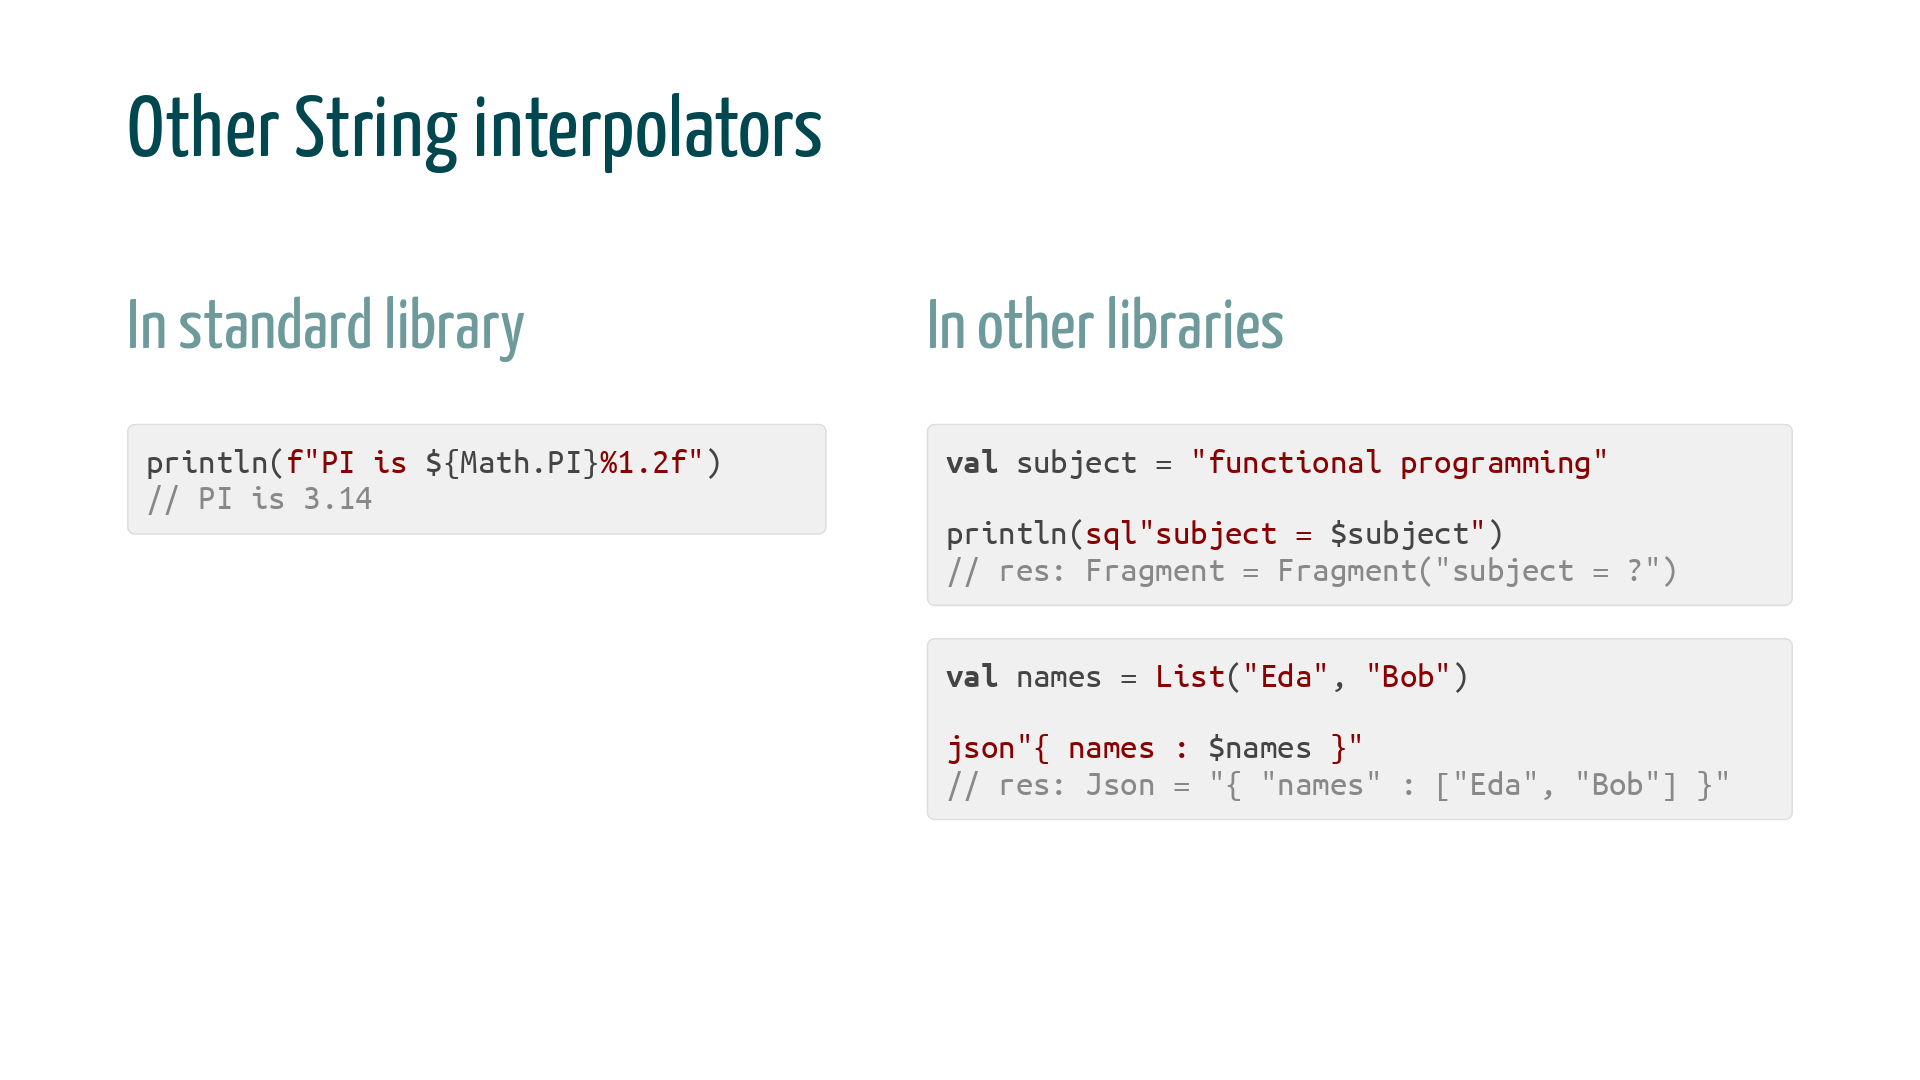 Other String interpolators
In standard library
println(f"PI is ${Math.PI}%1.2f")
// PI is 3.14
In other libraries
val subject = "functional programming"
println(sql"subject = $subject")
// res: Fragment = Fragment("subject = ?")
val names = List("Eda", "Bob")
json"{ names : $names }"
// res: Json = "{ "names" : ["Eda", "Bob"] }"